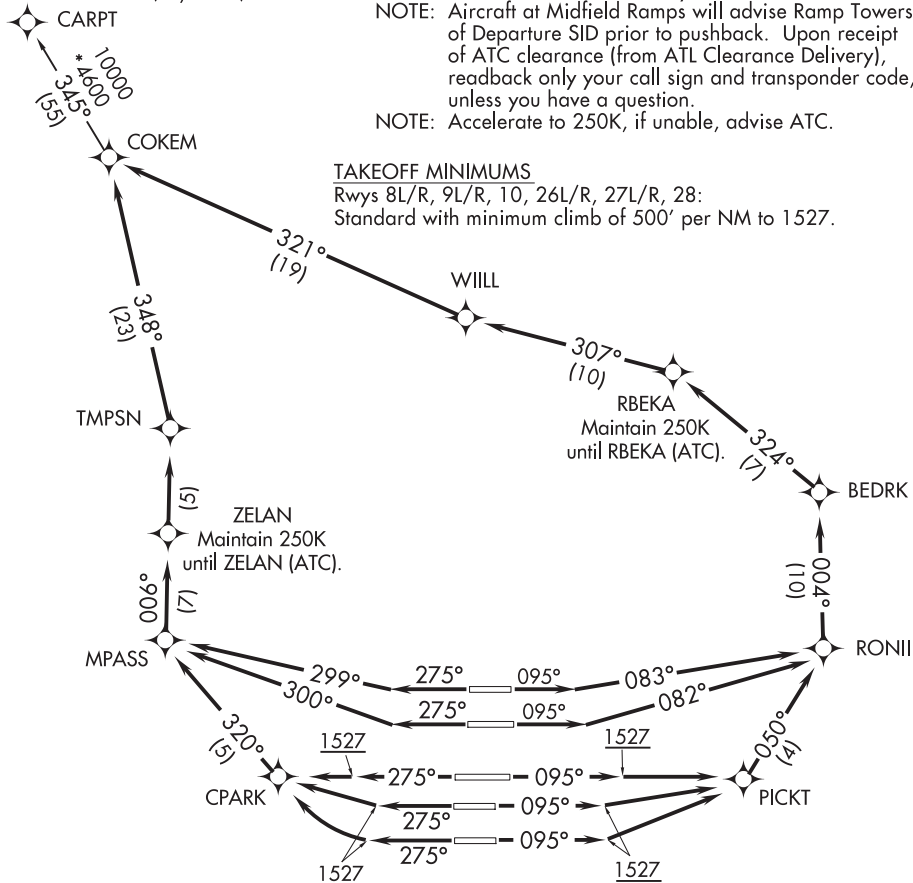 CARPT
NOTE: Aircraft at Midfield Ramps will advise Ramp Towers
of Departure SID prior to pushback. Upon receipt
of ATC clearance (from ATL Clearance Delivery),
readback only your call sign and transponder code,
unless you have a question.
NOTE: Accelerate to 250K, if unable, advise ATC.
10000
*4600
345°
(55)
COKEM
TAKEOFF MINIMUMS
Rwys 8L/R, 9L/R, 10, 26L/R, 27L/R, 28:
Standard with minimum climb of 500' per NM to 1527.
321°
(19)
WIILL
348°
(23)
307°
(10)
RBEKA
Maintain 250K
until RBEKA (ATC).
TMPSN
324°
(7)
BEDRK
(5)
ZELAN
Maintain 250K
until ZELAN (ATC).
006°
(7)
004°
(10)
MPASS
RONII
299° 275° 095° 083°
300° 275° 095° 082°
320°
(5)
1527
1527
050°
(4)
CPARK
275° 095°
PICKT
275° 095°
275° 095°
1527
1527